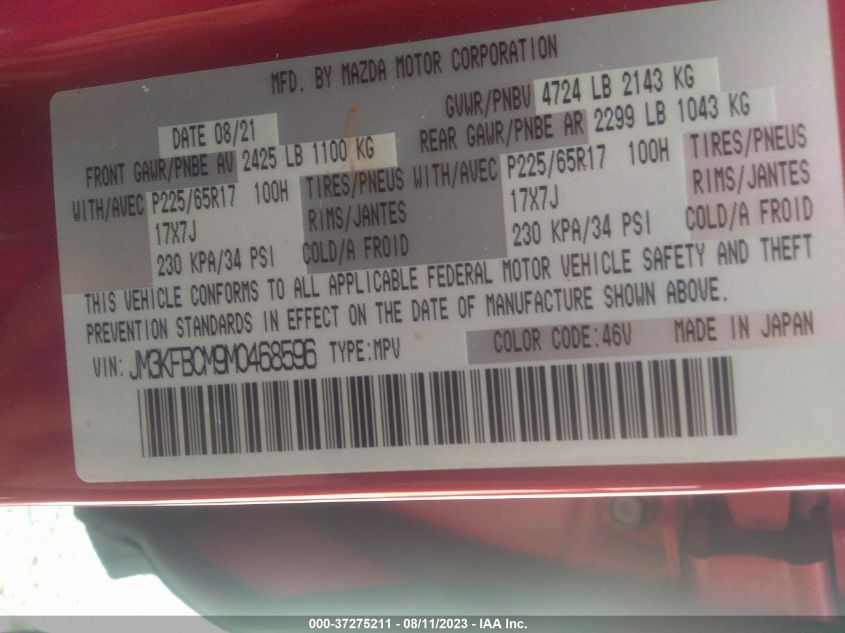 MFD. BY MAZDA MOTOR CORPORATION
DATE 08/21 GVWR/PNBV 4724 LB 2143 KG
FRONT GAWR/PNBE AV 2425 LB 1100 KG REAR GAWR/PNBE AR 2299 LB 1043 KG
WITH/AVEC P225/65R17 100H TIRES/PNEUS WITH/AVEC P225/65R17 100H TIRES/PNEUS
17X7J RIMS/JANTES 17X7J RIMS/JANTES
230 KPA/34 PSI COLD/A FROID 230 KPA/34 PSI COLD/A FROID
THIS VEHICLE CONFORMS TO ALL APPLICABLE FEDERAL MOTOR VEHICLE SAFETY AND THEFT
PREVENTION STANDARDS IN EFFECT ON THE DATE OF MANUFACTURE SHOWN ABOVE.
VIN: JM3KFBCM9M0468596 TYPE:MPV COLOR CODE:46V MADE IN JAPAN
000-37275211 - 08/11/2023 - IAA Inc.